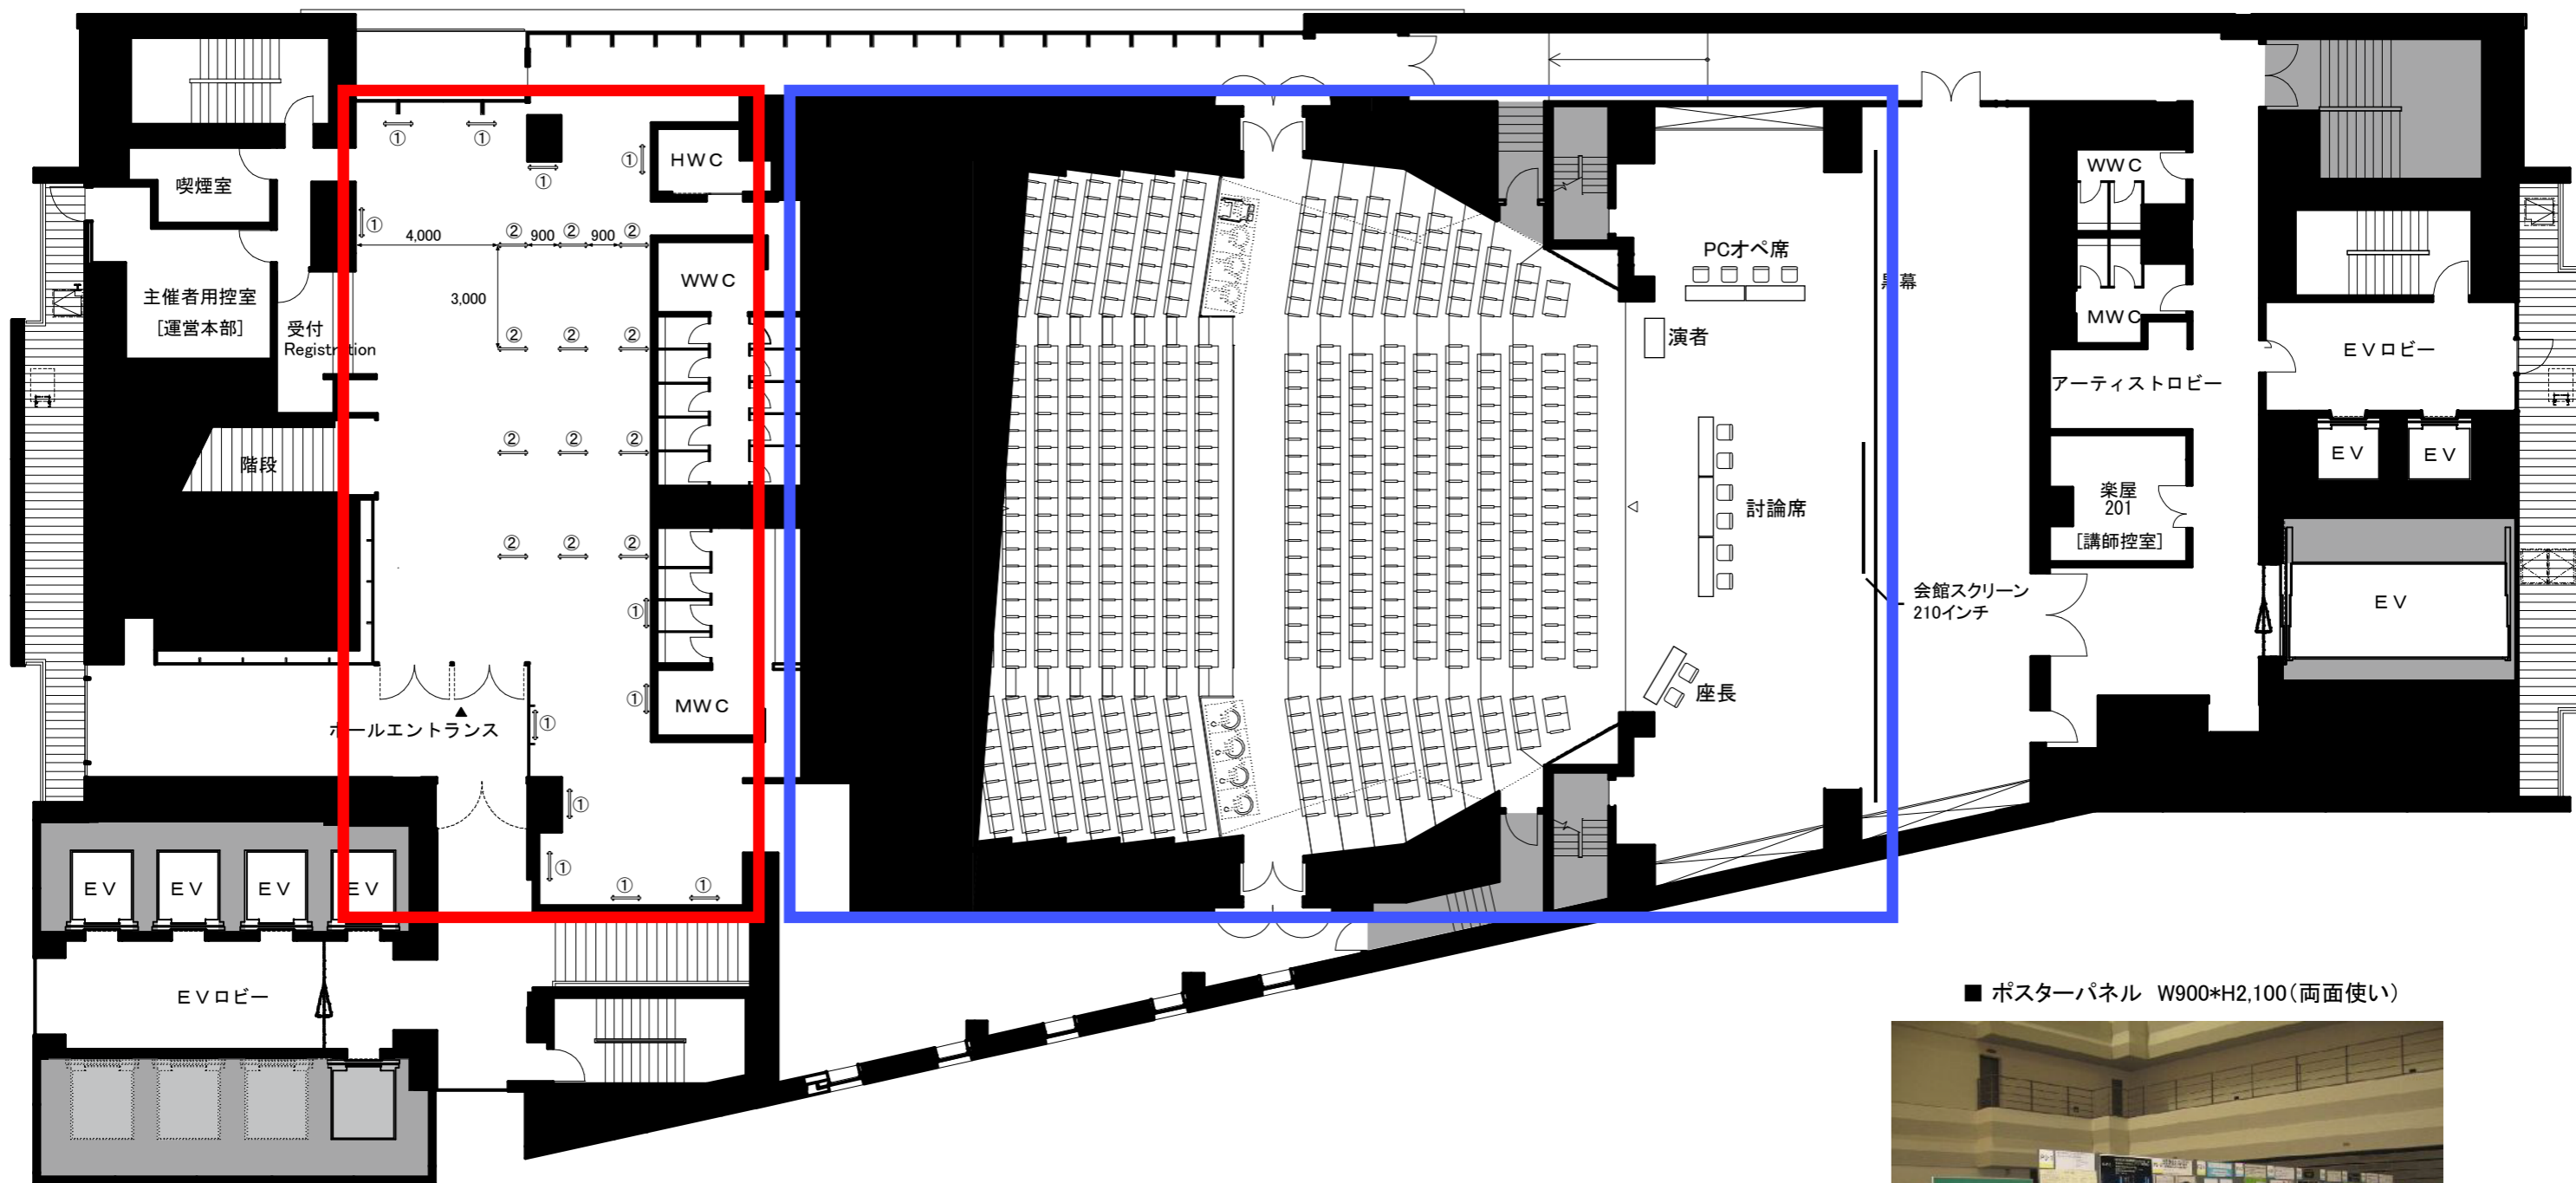 ①
①
①
①
HWC
喫煙室
①
4,000
②
900
②
900
②
3,000
WWC
主催者用控室
[運営本部]
受付
Registration
②
②
②
階段
②
②
②
②
②
②
①
①
MWC
①
ホールエントランス
①
①
①
①
EV
EV
EV
EV
EVロビー
PCオペ席
演者
討論席
座長
黒幕
会館スクリーン
210インチ
WWC
MWC
アーティストロビー
EVロビー
EV
EV
楽屋
201
[講師控室]
EV
■ ポスターパネル W900*H2,100(両面使い)